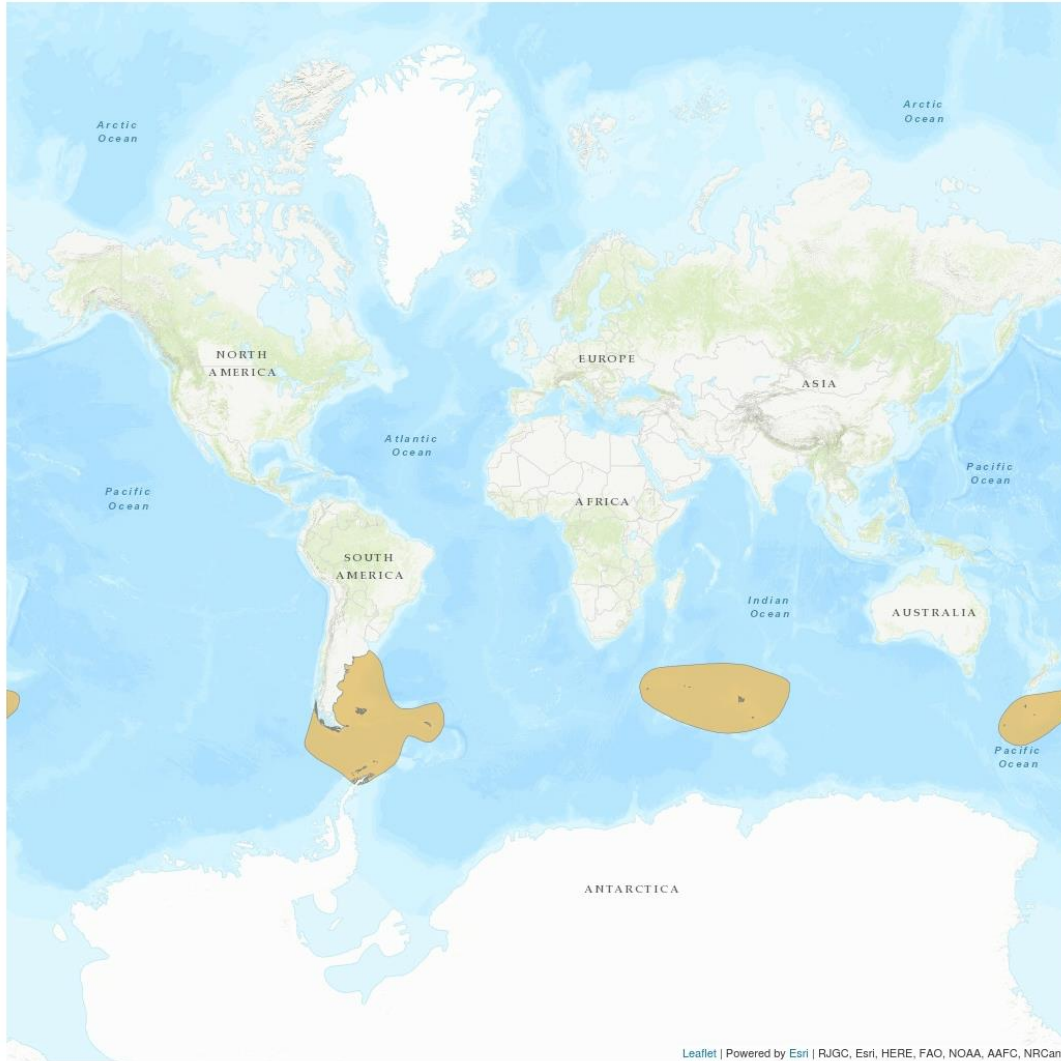 Arctic
Ocean
Arctic
Ocean
NORTH
AMERICA
EUROPE
ASIA
Atlantic
Ocean
Pacific
Ocean
Pacific
Ocean
AFRICA
SOUTH
AMERICA
Indian
Ocean
AUSTRALIA
Pacific
Ocean
ANTARCTICA
Leaflet | Powered by Esri | RJGC, Esri, HERE, FAO, NOAA, AAFC, NRCan